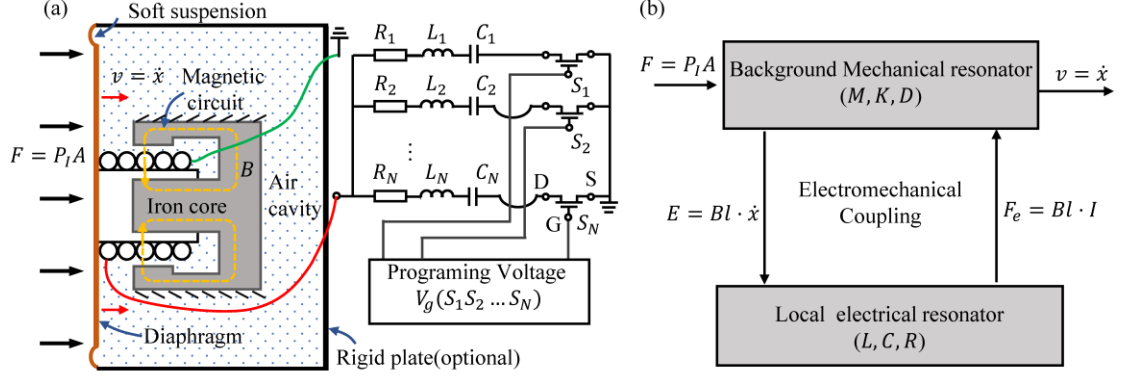 (a)
Soft suspension
v = ẋ
Magnetic
circuit
F = P_I A
B
Iron core
Air
cavity
Diaphragm
Rigid plate(optional)
R_1 L_1 C_1
S_1
R_2 L_2 C_2
S_2
⋮
R_N L_N C_N D S
G S_N
Programing Voltage
V_g(S_1S_2 … S_N)
(b)
F = P_I A
Background Mechanical resonator
(M, K, D)
v = ẋ
Electromechanical
Coupling
E = Bl · ẋ
F_e = Bl · I
Local electrical resonator
(L, C, R)